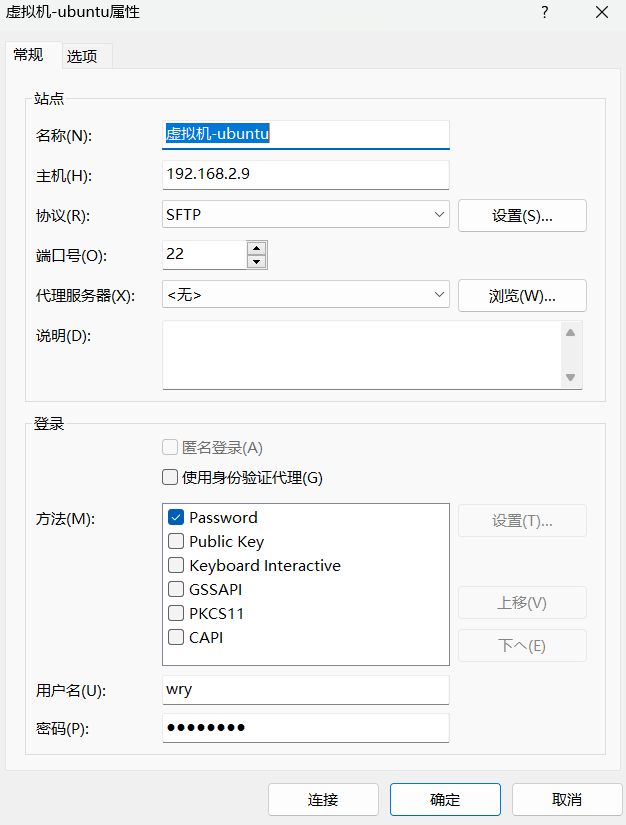 虚拟机-ubuntu属性
?
常规 选项
站点
名称(N): 虚拟机-ubuntu
主机(H): 192.168.2.9
协议(R): SFTP 设置(S)...
端口号(O): 22
代理服务器(X): <无> 浏览(W)...
说明(D):
登录
匿名登录(A)
使用身份验证代理(G)
方法(M): Password 设置(T)...
Public Key
Keyboard Interactive
GSSAPI
上移(V)
PKCS11
CAPI
下へ(E)
用户名(U): wry
密码(P): ●●●●●●●●
连接 确定 取消